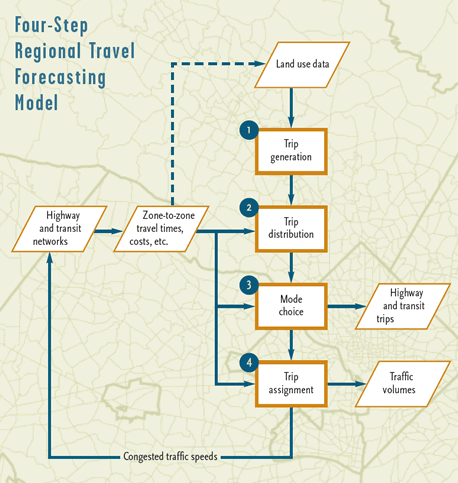 Four-Step
Regional Travel
Forecasting
Model
Land use data
1
Trip
generation
Highway
and transit
networks
Zone-to-zone
travel times,
costs, etc.
2
Trip
distribution
3
Mode
choice
Highway
and transit
trips
4
Trip
assignment
Traffic
volumes
Congested traffic speeds